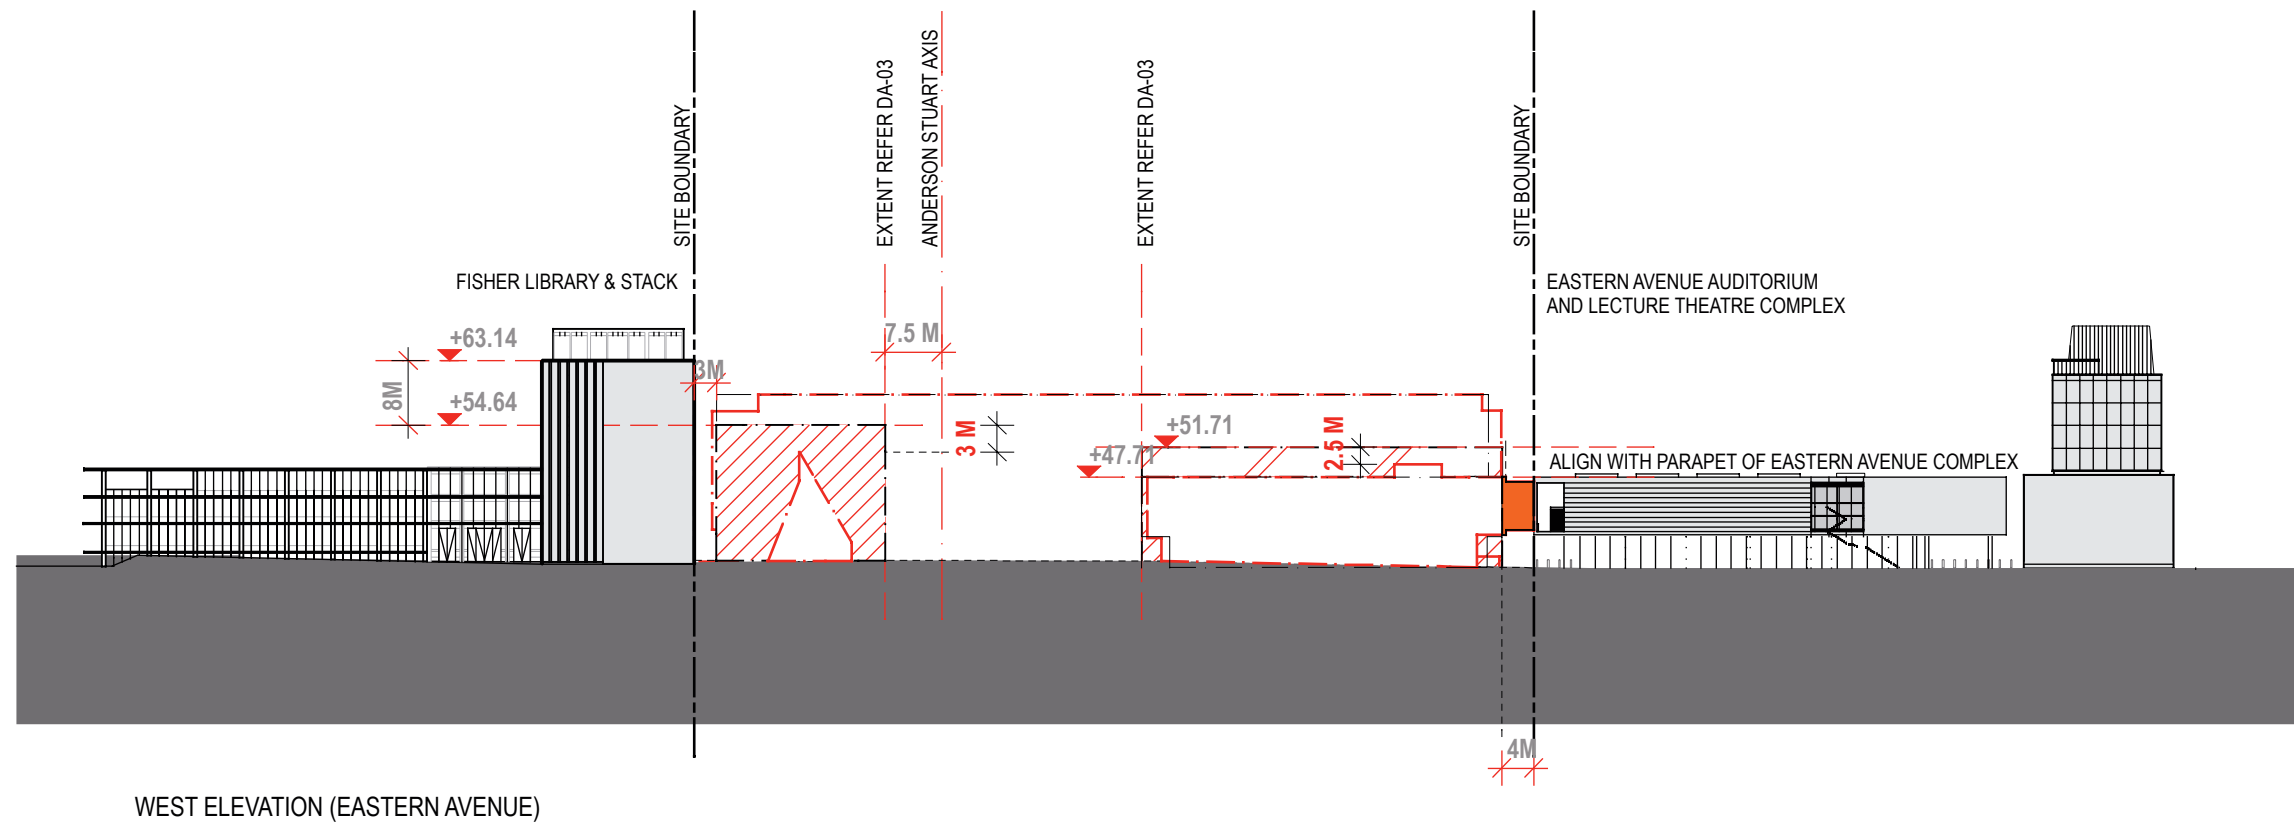 SITE BOUNDARY
EXTENT REFER DA-03
ANDERSON STUART AXIS
EXTENT REFER DA-03
SITE BOUNDARY
FISHER LIBRARY & STACK
EASTERN AVENUE AUDITORIUM
AND LECTURE THEATRE COMPLEX
+63.14
7.5 M
3M
8M
+54.64
3 M
+51.71
+47.71
2.5 M
ALIGN WITH PARAPET OF EASTERN AVENUE COMPLEX
4M
WEST ELEVATION (EASTERN AVENUE)